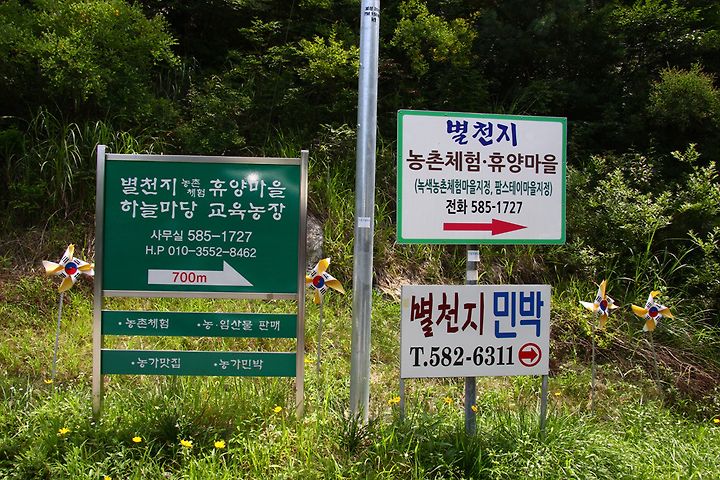 별천지 농촌체험 휴양마을
하늘마당 교육농장
사무실 585-1727
H.P 010-3552-8462
700m
·농촌체험 ·농·임산물 판매
·농가맛집 ·농가민박
별천지
농촌체험·휴양마을
(녹색농촌체험마을지정, 팜스테이마을지정)
전화 585-1727
별천지 민박
T.582-6311